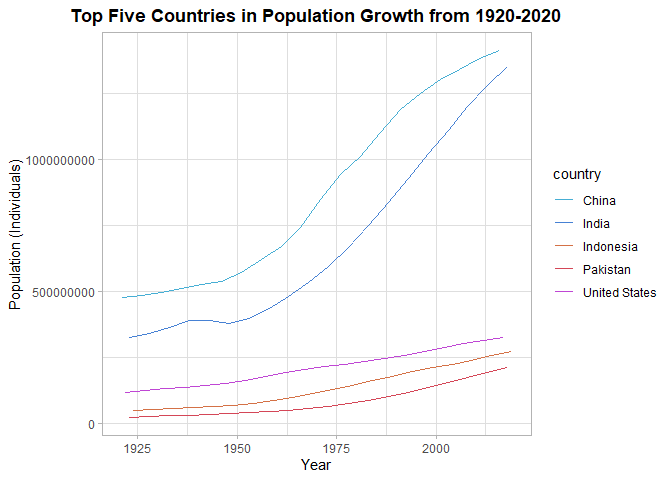 Top Five Countries in Population Growth from 1920-2020
Population (Individuals)
1000000000
500000000
0
1925 1950 1975 2000
Year
country
China
India
Indonesia
Pakistan
United States